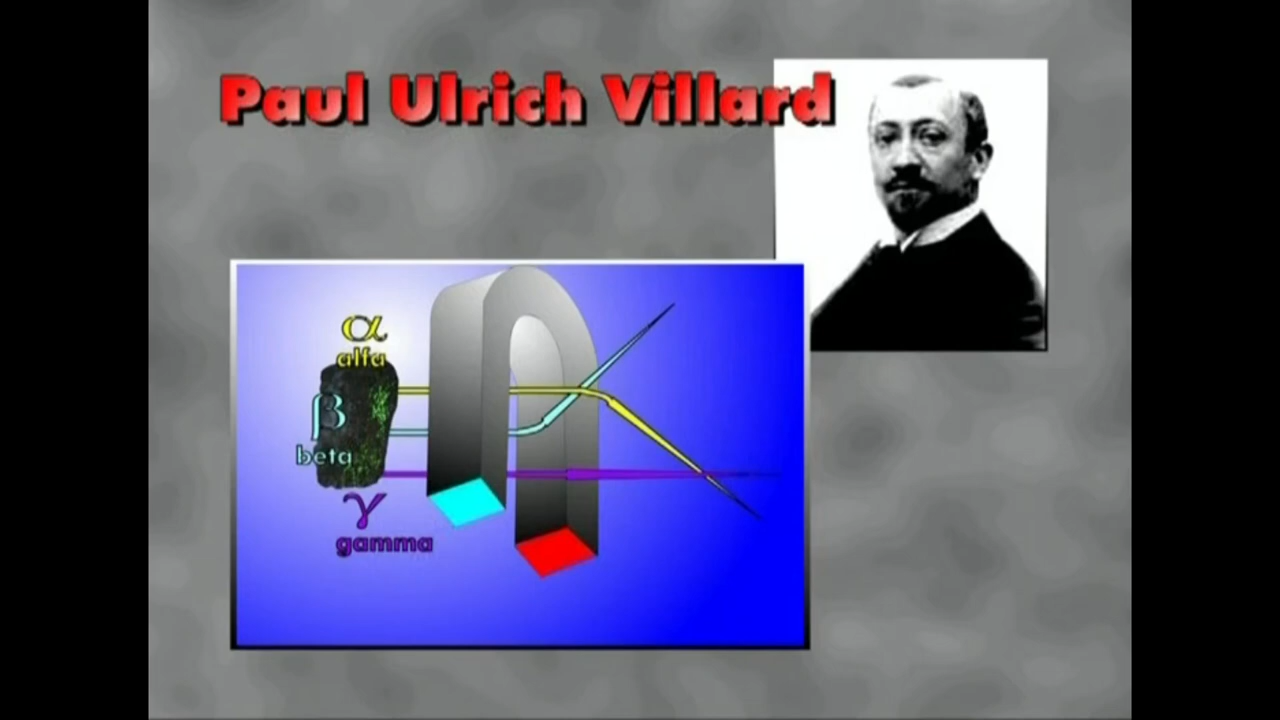 Paul Ulrich Villard
α
alfa
β
beta
γ
gamma